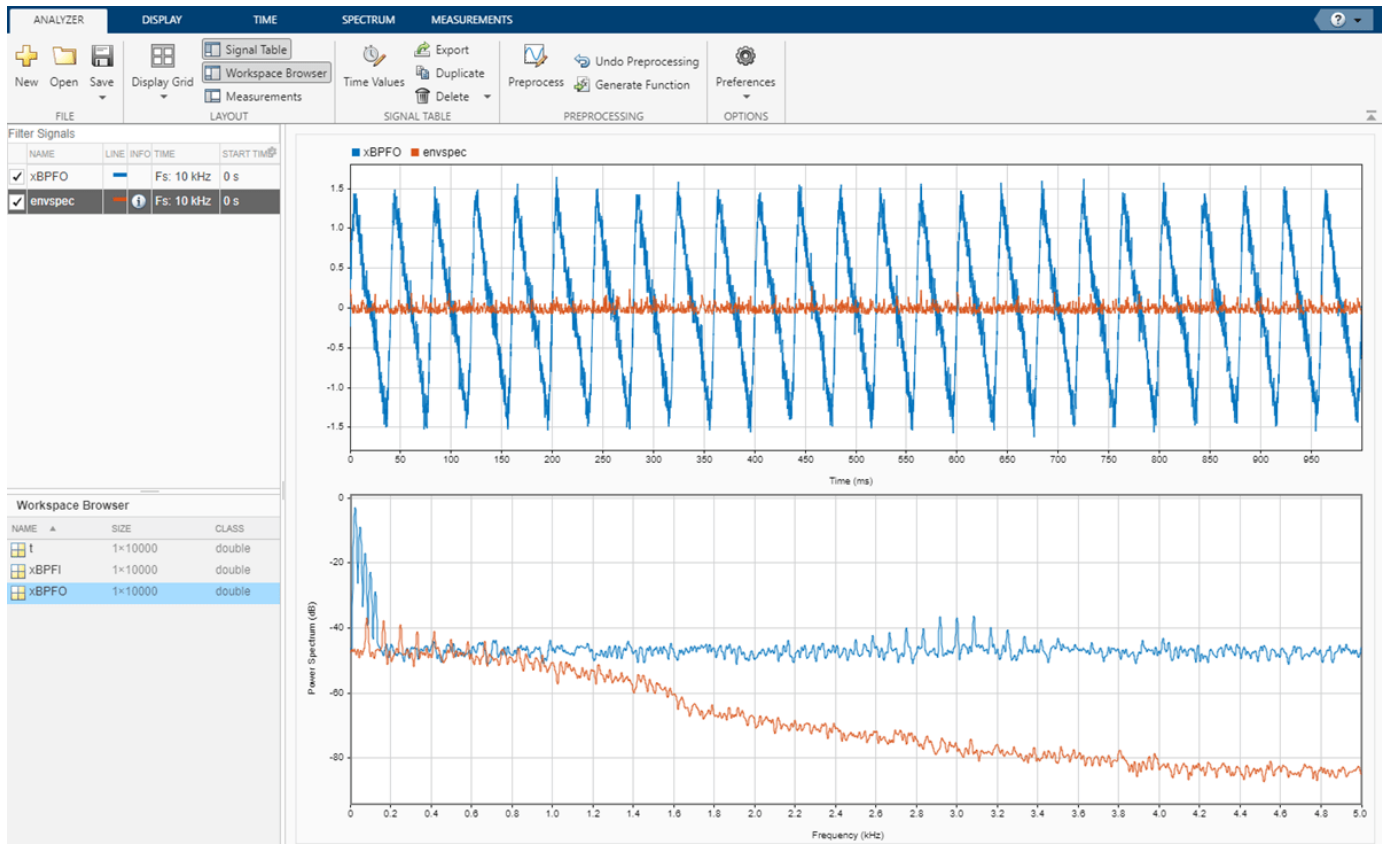 ANALYZER DISPLAY TIME SPECTRUM MEASUREMENTS ?
New Open Save
FILE
Display Grid
Signal Table
Workspace Browser
Measurements
LAYOUT
Time Values
Export
Duplicate
Delete
SIGNAL TABLE
Preprocess
Undo Preprocessing
Generate Function
PREPROCESSING
Preferences
OPTIONS
Filter Signals
NAME LINE INFO TIME START TIME
xBPFO Fs: 10 kHz 0 s
envspec i Fs: 10 kHz 0 s
Workspace Browser
NAME ▲ SIZE CLASS
t 1×10000 double
xBPFI 1×10000 double
xBPFO 1×10000 double
xBPFO envspec
1.5
1.0
0.5
0
-0.5
-1.0
-1.5
0 50 100 150 200 250 300 350 400 450 500 550 600 650 700 750 800 850 900 950
Time (ms)
0
-20
-40
-60
-80
Power Spectrum (dB)
0 0.2 0.4 0.6 0.8 1.0 1.2 1.4 1.6 1.8 2.0 2.2 2.4 2.6 2.8 3.0 3.2 3.4 3.6 3.8 4.0 4.2 4.4 4.6 4.8 5.0
Frequency (kHz)